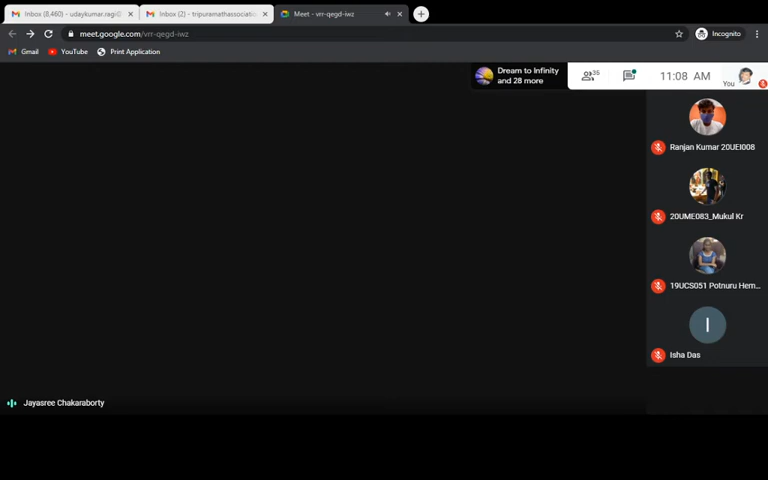 Inbox (8,460) - udaykumar.ragi@
Inbox (2) - tripuramathassociati
Meet - vrr-qegd-iwz
meet.google.com/vrr-qegd-iwz
Incognito
Gmail
YouTube
Print Application
Dream to Infinity
and 28 more
35
11:08 AM
You
Ranjan Kumar 20UEI008
20UME083_Mukul Kr
19UCS051 Potnuru Hem...
I
Isha Das
Jayasree Chakaraborty